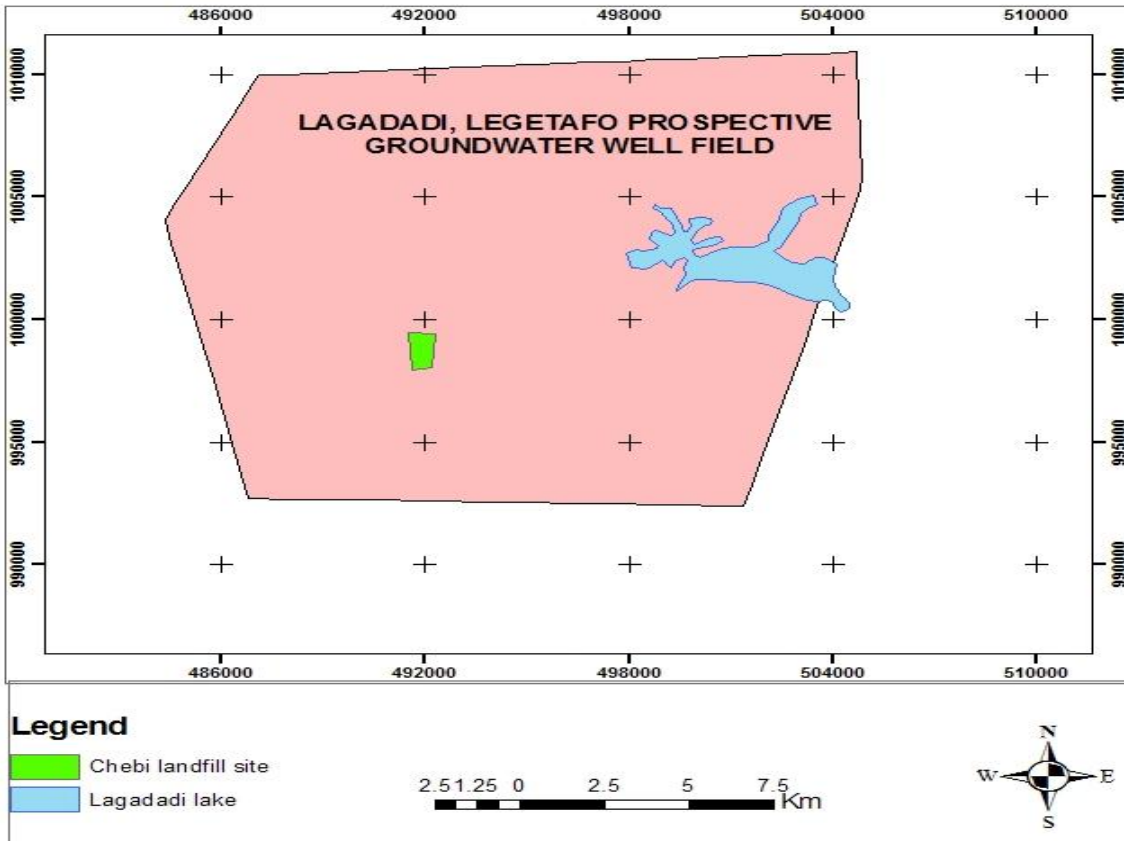 486000 492000 498000 504000 510000
1010000 1010000
LAGADADI, LEGETAFO PROSPECTIVE
GROUNDWATER WELL FIELD
1005000 1005000
1000000 1000000
995000 995000
990000 990000
486000 492000 498000 504000 510000
Legend
Chebi landfill site
Lagadadi lake
2.5 1.25 0 2.5 5 7.5
Km
N
W E
S